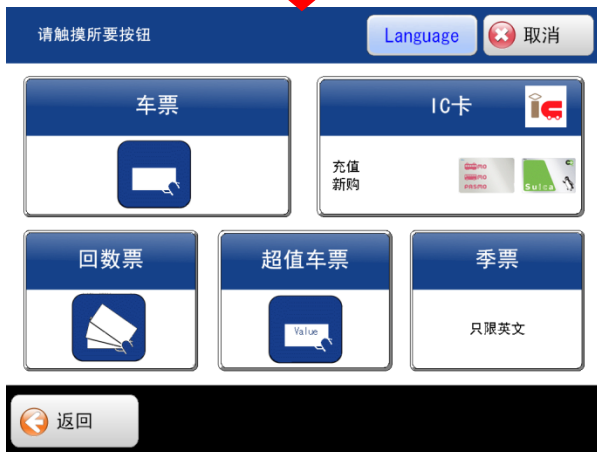 请触摸所要按钮
Language
取消
车票
IC卡
充值
新购
PASMO
Suica
回数票
超值车票
季票
Value
只限英文
返回